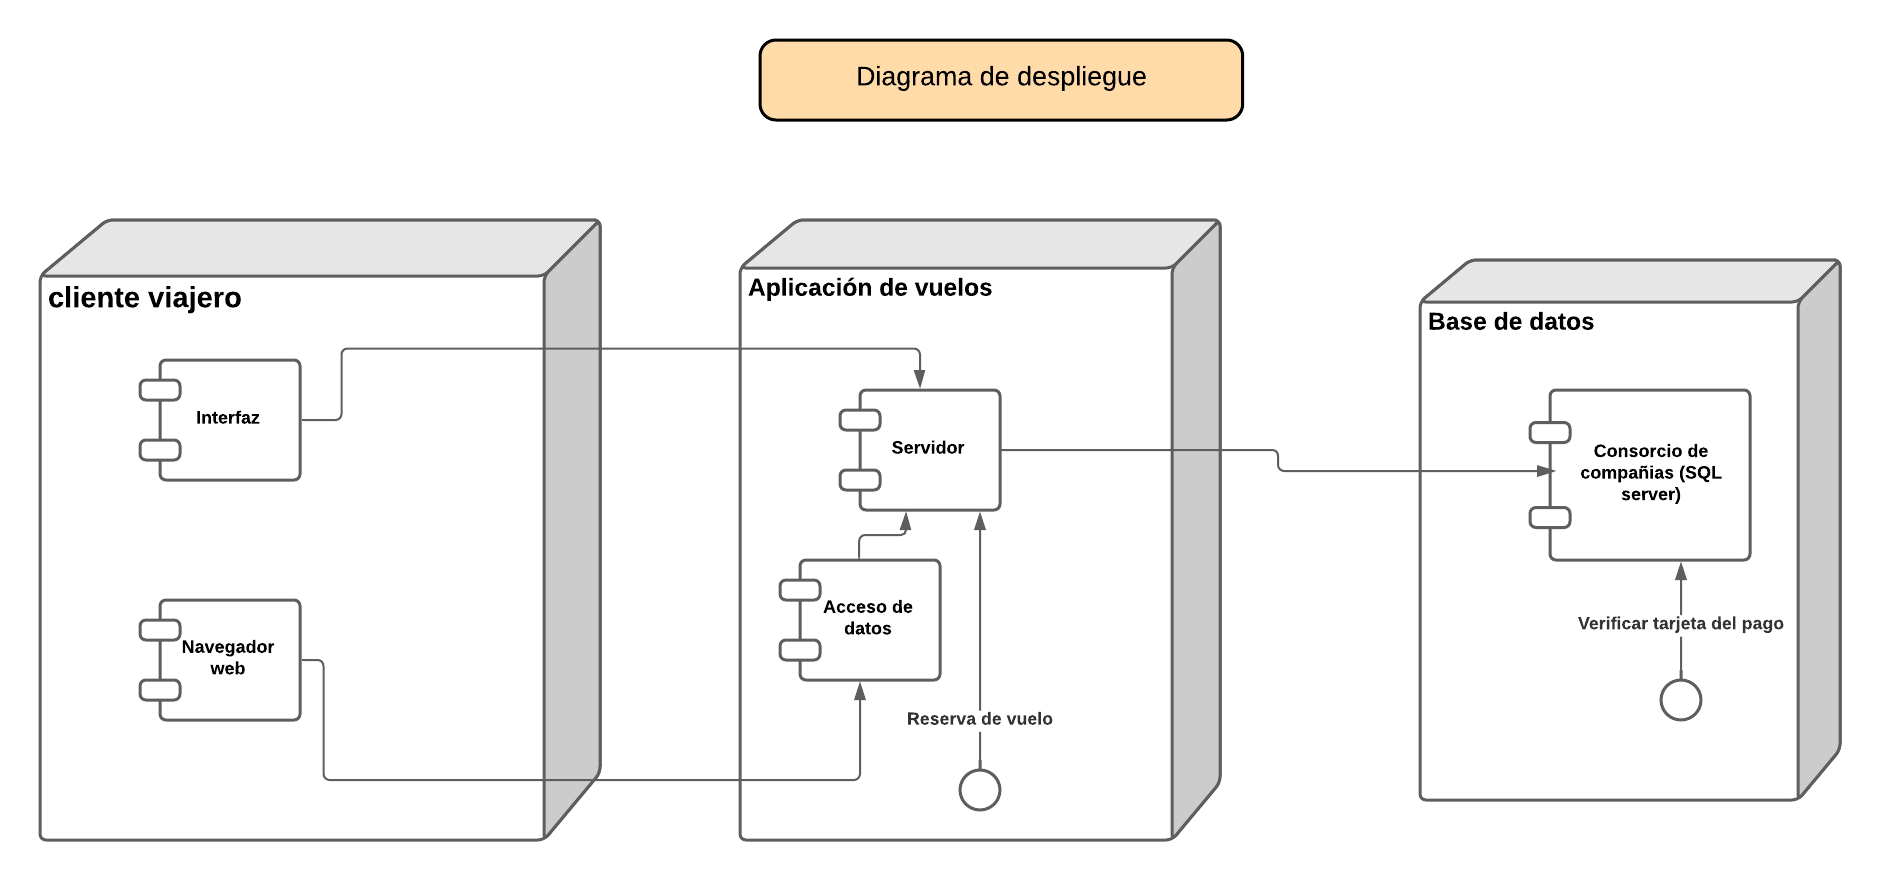 Diagrama de despliegue
cliente viajero
Interfaz
Navegador
web
Aplicación de vuelos
Servidor
Acceso de
datos
Reserva de vuelo
Base de datos
Consorcio de
compañias (SQL
server)
Verificar tarjeta del pago